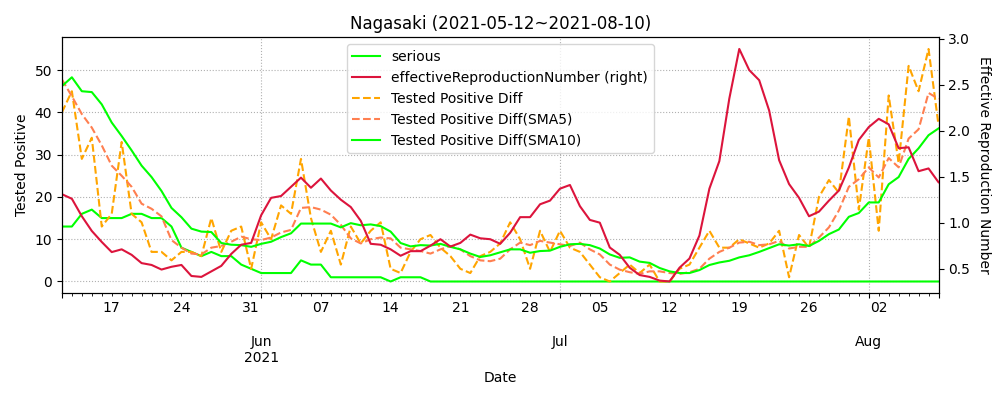 Nagasaki (2021-05-12~2021-08-10)
serious
effectiveReproductionNumber (right)
Tested Positive Diff
Tested Positive Diff(SMA5)
Tested Positive Diff(SMA10)
Tested Positive
50
40
30
20
10
0
3.0
2.5
2.0
1.5
1.0
0.5
Effective Reproduction Number
17 24 31 07 14 21 28 05 12 19 26 02
Jun Jul Aug
2021
Date